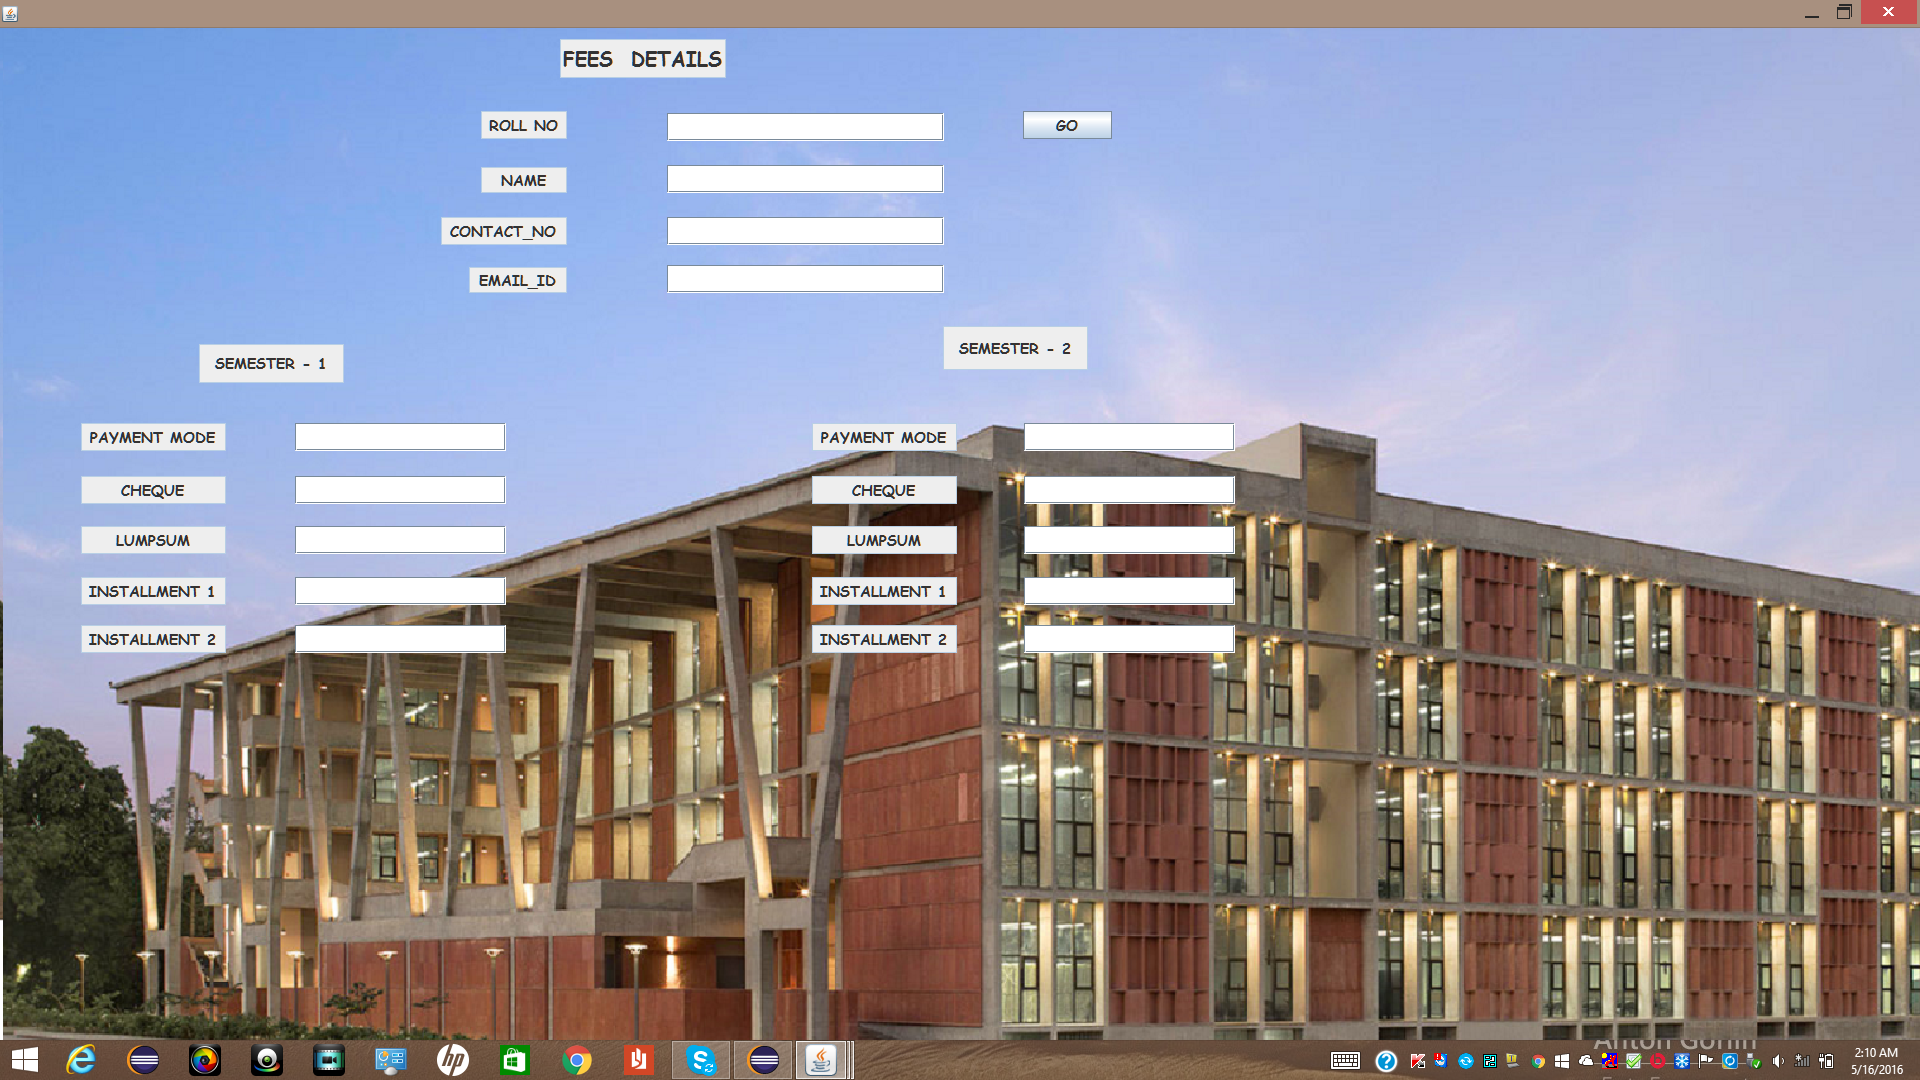 FEES DETAILS
ROLL NO
GO
NAME
CONTACT_NO
EMAIL_ID
SEMESTER - 1
SEMESTER - 2
PAYMENT MODE
PAYMENT MODE
CHEQUE
CHEQUE
LUMPSUM
LUMPSUM
INSTALLMENT 1
INSTALLMENT 1
INSTALLMENT 2
INSTALLMENT 2
hp
2:10 AM
5/16/2016